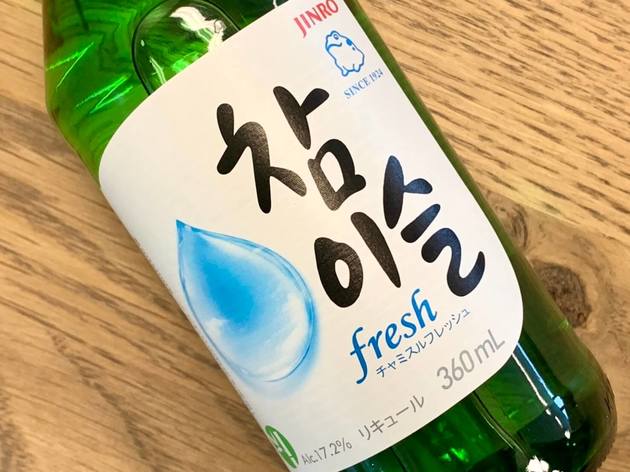 JINRO
SINCE 1924
참
이슬
fresh
チャミスルフレッシュ
360mL
Alc.17.2% リキュール